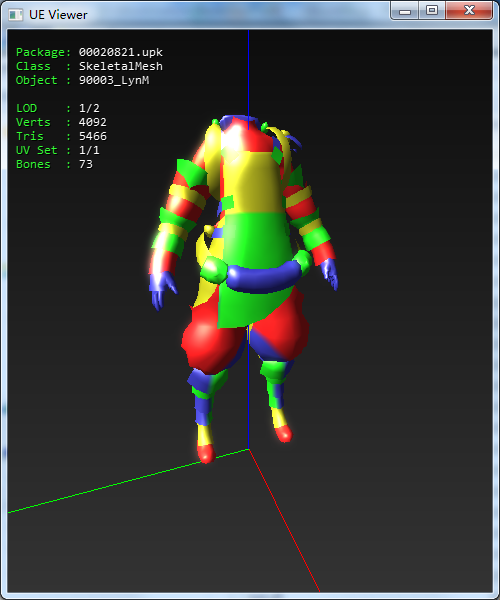 UE Viewer
Package: 00020821.upk
Class : SkeletalMesh
Object : 90003_LynM
LOD : 1/2
Verts : 4092
Tris : 5466
UV Set : 1/1
Bones : 73